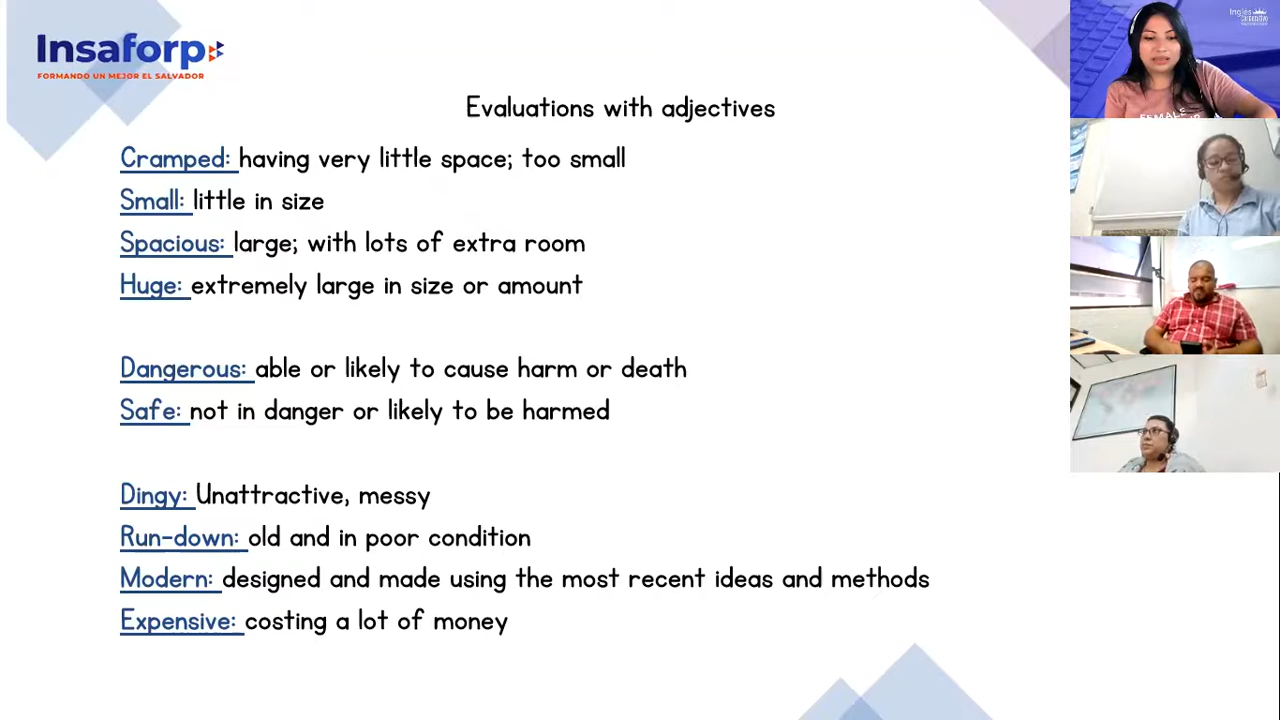 Insaforp
FORMANDO UN MEJOR EL SALVADOR
Evaluations with adjectives
Cramped: having very little space; too small
Small: little in size
Spacious: large; with lots of extra room
Huge: extremely large in size or amount
Dangerous: able or likely to cause harm or death
Safe: not in danger or likely to be harmed
Dingy: Unattractive, messy
Run-down: old and in poor condition
Modern: designed and made using the most recent ideas and methods
Expensive: costing a lot of money
FEMALE